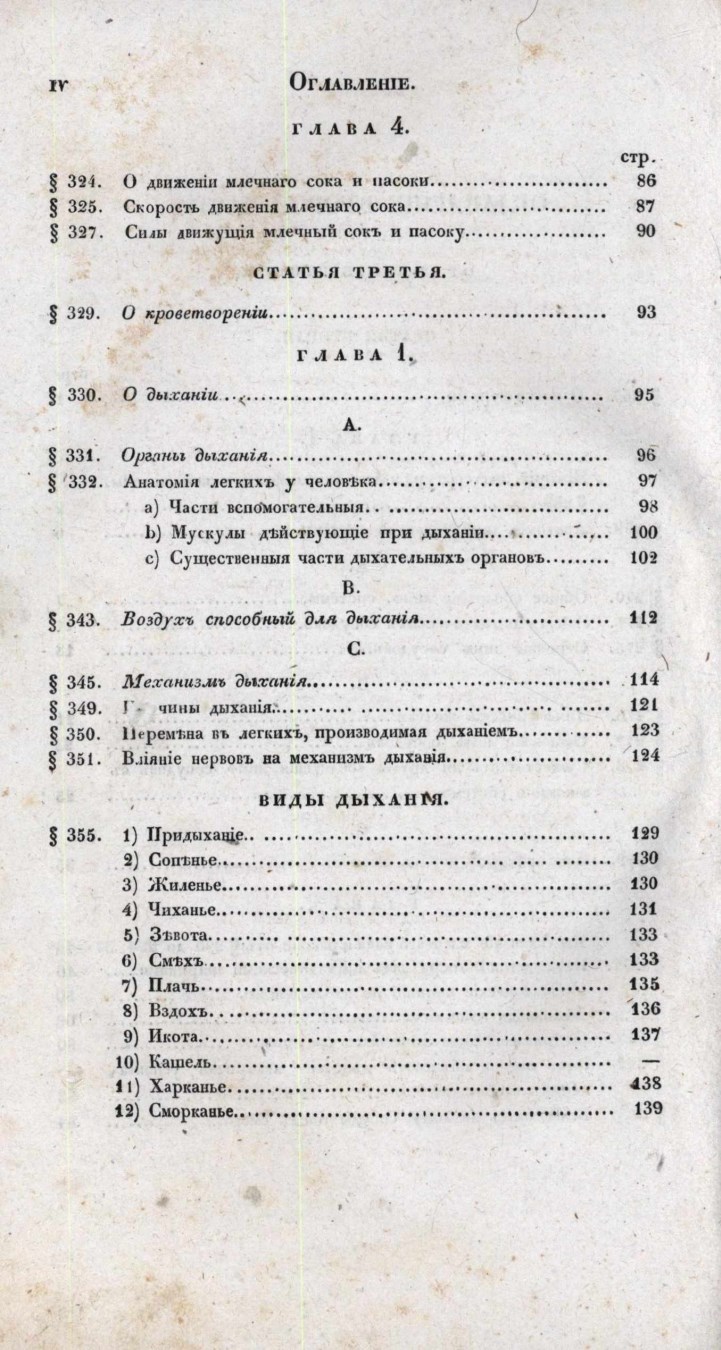 IV Оглавленіе.
ГЛАВА 4.
стр.
§ 324. О движеніи млечнаго сока и пасоки 86
§ 325. Скорость движенія млечнаго сока 87
§ 327. Силы движущія млечный сокъ и пасоку 90
СТАТЬЯ ТРЕТЬЯ.
§ 329. О кроветвореніи 93
ГЛАВА 1.
§ 330. О дыханіи 95
А.
§ 331. Органы дыханія 96
§ 332. Анатомія легкихъ у человѣка 97
a) Части вспомогательныя 98
b) Мускулы дѣйствующіе при дыханіи 100
c) Существенныя части дыхательныхъ органовъ 102
B.
§ 343. Воздухъ способный для дыханія 112
C.
§ 345. Механизмъ дыханія 114
§ 349. чины дыханія 121
§ 350. Перемѣна въ легкихъ, производимая дыханіемъ 123
§ 351. Вліяніе нервовъ на механизмъ дыханія 124
ВИДЫ ДЫХАНІЯ.
§ 355. 1) Придыханіе 129
2) Сопѣнье 130
3) Жиленье 130
4) Чиханье 131
5) Зѣвота 133
6) Смѣхъ 133
7) Плачь 135
8) Вздохъ 136
9) Икота 137
10) Кашель —
11) Харканье 138
12) Сморканье 139